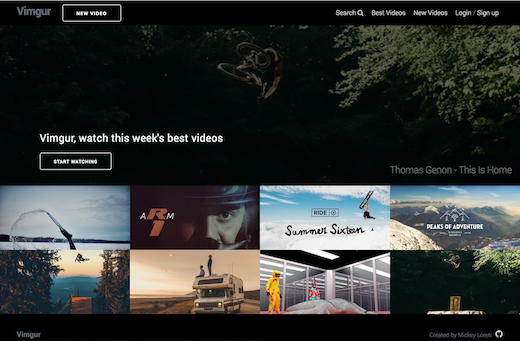 Vimgur
NEW VIDEO
Search
Best Videos
New Videos
Login / Sign up
Vimgur, watch this week's best videos
START WATCHING
Thomas Genon - This Is Home
ARM
1
RIDE
Summer Sixteen
PEAKS OF ADVENTURE
Vimgur
Created by Mickey Loreti